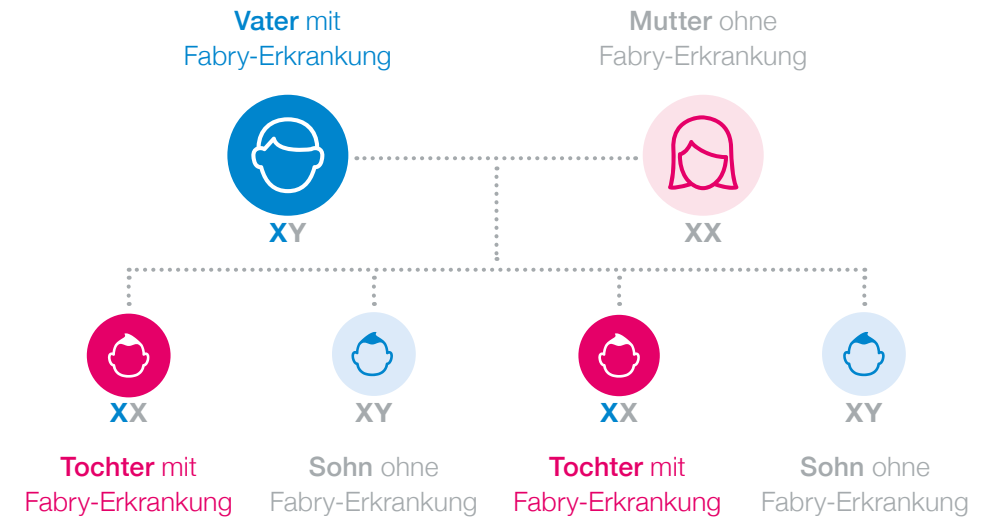 Vater mit
Fabry-Erkrankung
Mutter ohne
Fabry-Erkrankung
XY
XX
XX
XY
XX
XY
Tochter mit
Fabry-Erkrankung
Sohn ohne
Fabry-Erkrankung
Tochter mit
Fabry-Erkrankung
Sohn ohne
Fabry-Erkrankung